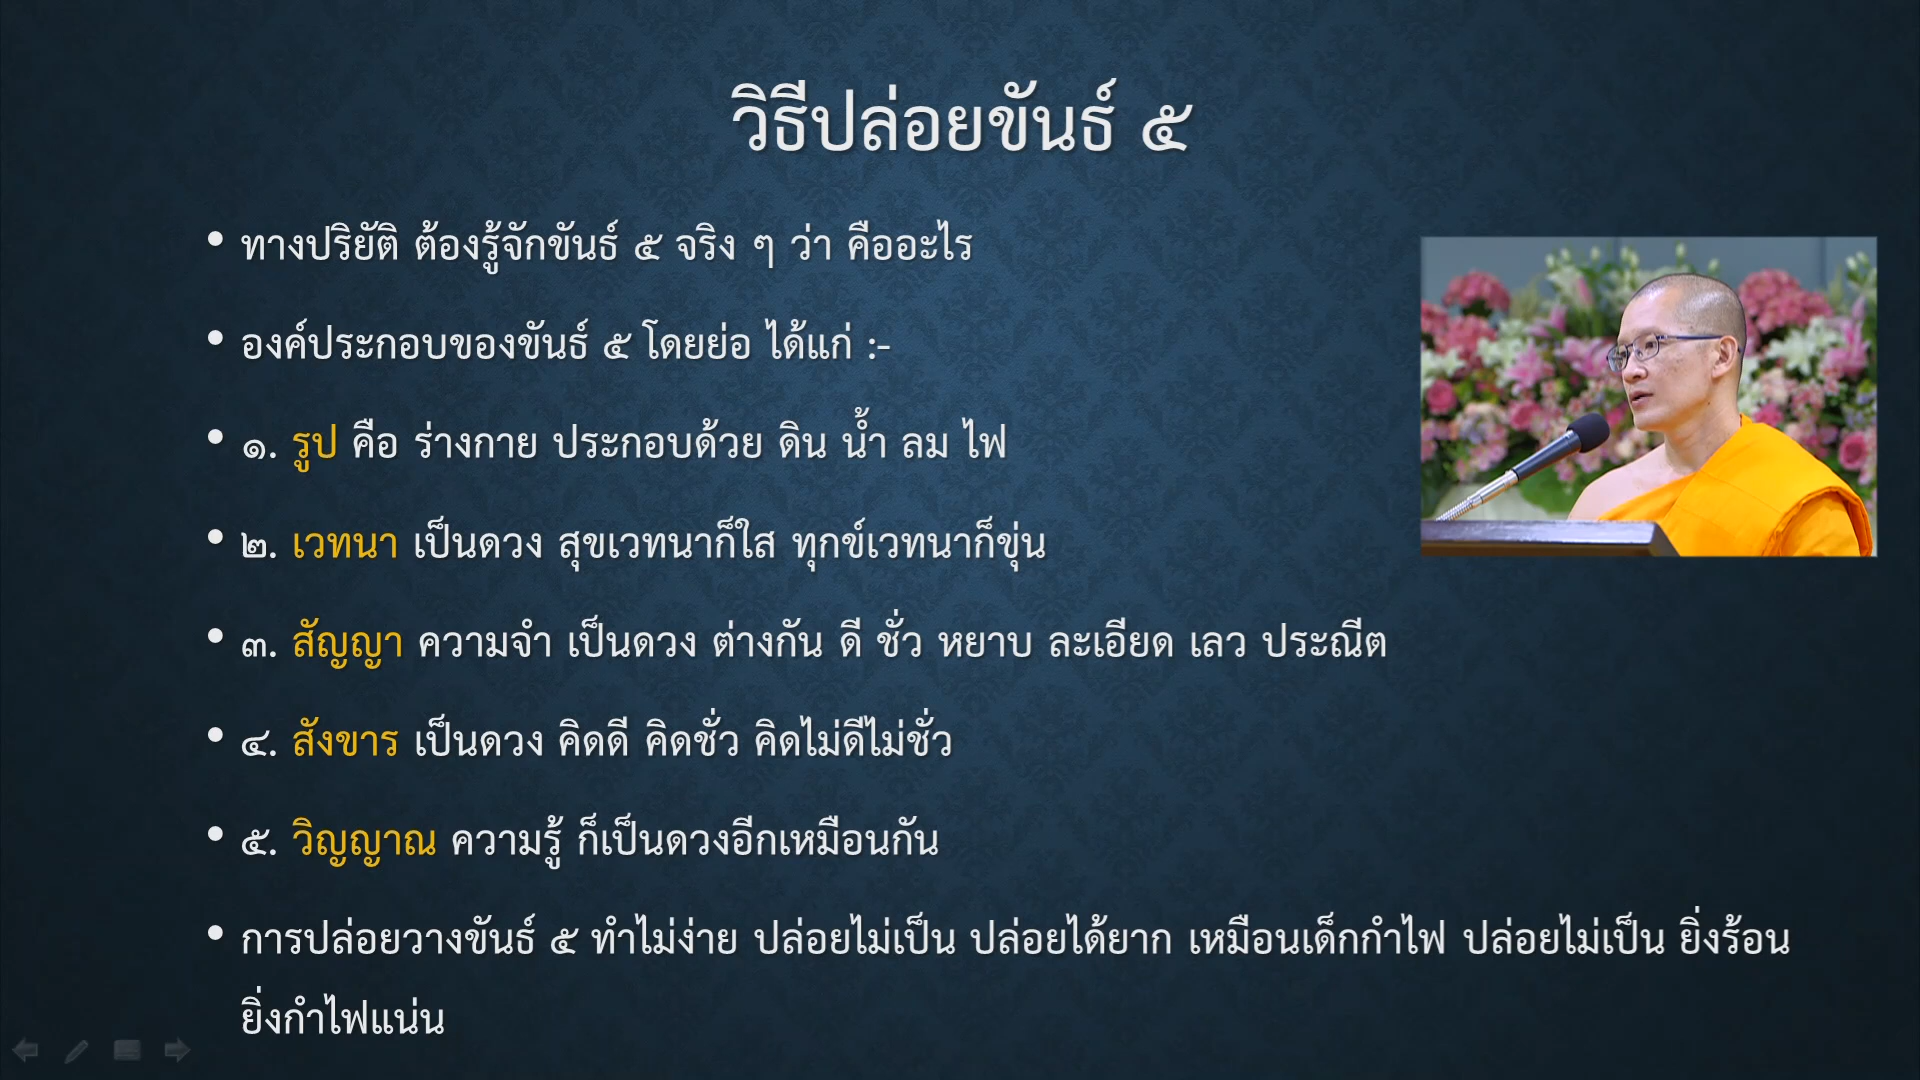 วิธีปล่อยขันธ์ ๕
• ทางปริยัติ ต้องรู้จักขันธ์ ๕ จริง ๆ ว่า คืออะไร
• องค์ประกอบของขันธ์ ๕ โดยย่อ ได้แก่ :-
• ๑. รูป คือ ร่างกาย ประกอบด้วย ดิน น้ำ ลม ไฟ
• ๒. เวทนา เป็นดวง สุขเวทนาก็ใส ทุกข์เวทนาก็ขุ่น
• ๓. สัญญา ความจำ เป็นดวง ต่างกัน ดี ชั่ว หยาบ ละเอียด เลว ประณีต
• ๔. สังขาร เป็นดวง คิดดี คิดชั่ว คิดไม่ดีไม่ชั่ว
• ๕. วิญญาณ ความรู้ ก็เป็นดวงอีกเหมือนกัน
• การปล่อยวางขันธ์ ๕ ทำไม่ง่าย ปล่อยไม่เป็น ปล่อยได้ยาก เหมือนเด็กกำไฟ ปล่อยไม่เป็น ยิ่งร้อน
ยิ่งกำไฟแน่น